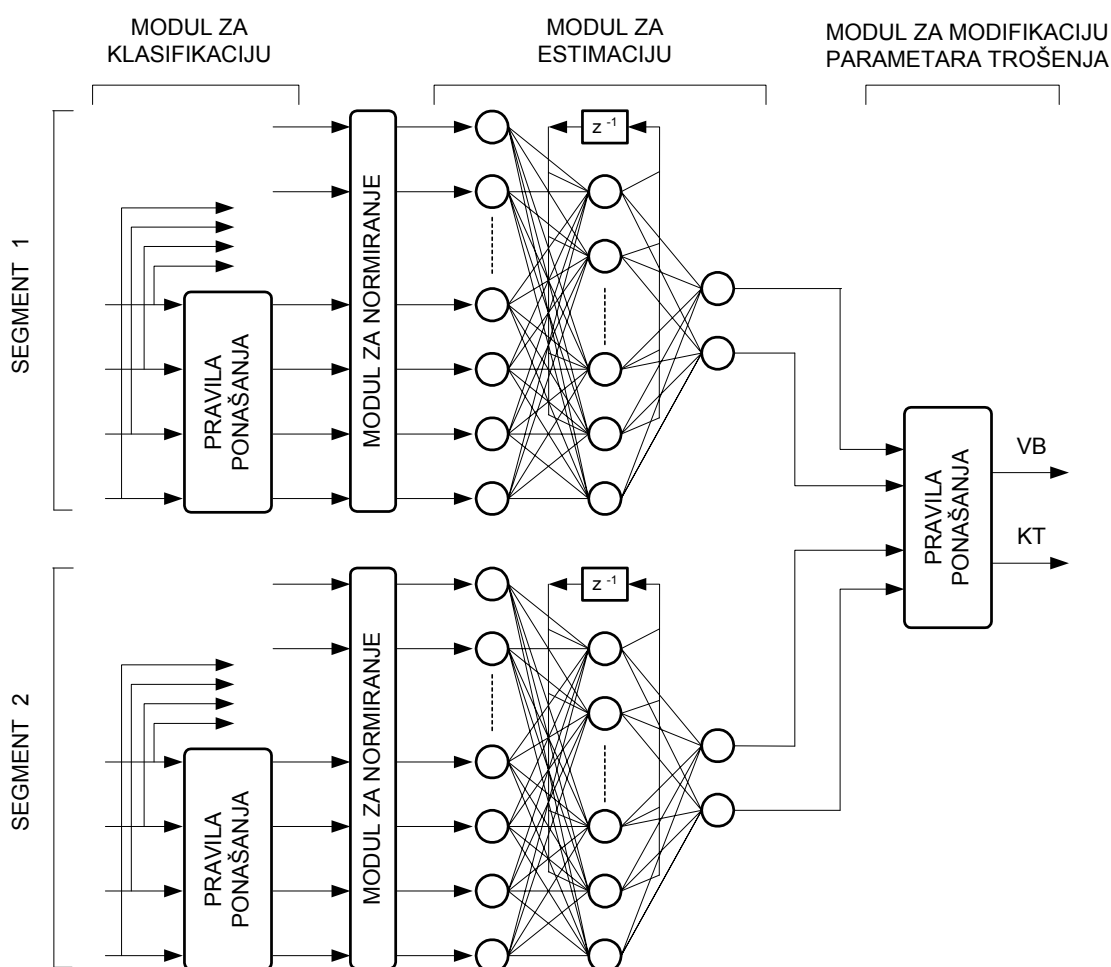 MODUL ZA
KLASIFIKACIJU
MODUL ZA
ESTIMACIJU
MODUL ZA MODIFIKACIJU
PARAMETARA TROŠENJA
SEGMENT 1
PRAVILA
PONAŠANJA
MODUL ZA NORMIRANJE
z -1
SEGMENT 2
PRAVILA
PONAŠANJA
MODUL ZA NORMIRANJE
z -1
PRAVILA
PONAŠANJA
VB
KT